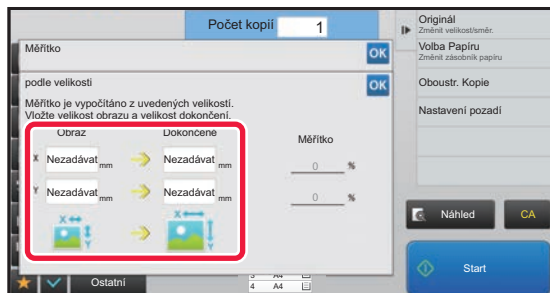 Počet kopií 1
Měřítko OK
podle velikosti OK
Měřítko je vypočítáno z uvedených velikostí.
Vložte velikost obrazu a velikost dokončení.
Obraz Dokončené Měřítko
X Nezadávat mm Nezadávat mm 0 %
Y Nezadávat mm Nezadávat mm 0 %
X Y X Y
Ostatní
3 A4
4 A4
Originál
Změnit velikost/směr.
Volba Papíru
Změnit zásobník papíru
Oboustr. Kopie
Nastavení pozadí
Náhled CA
Start